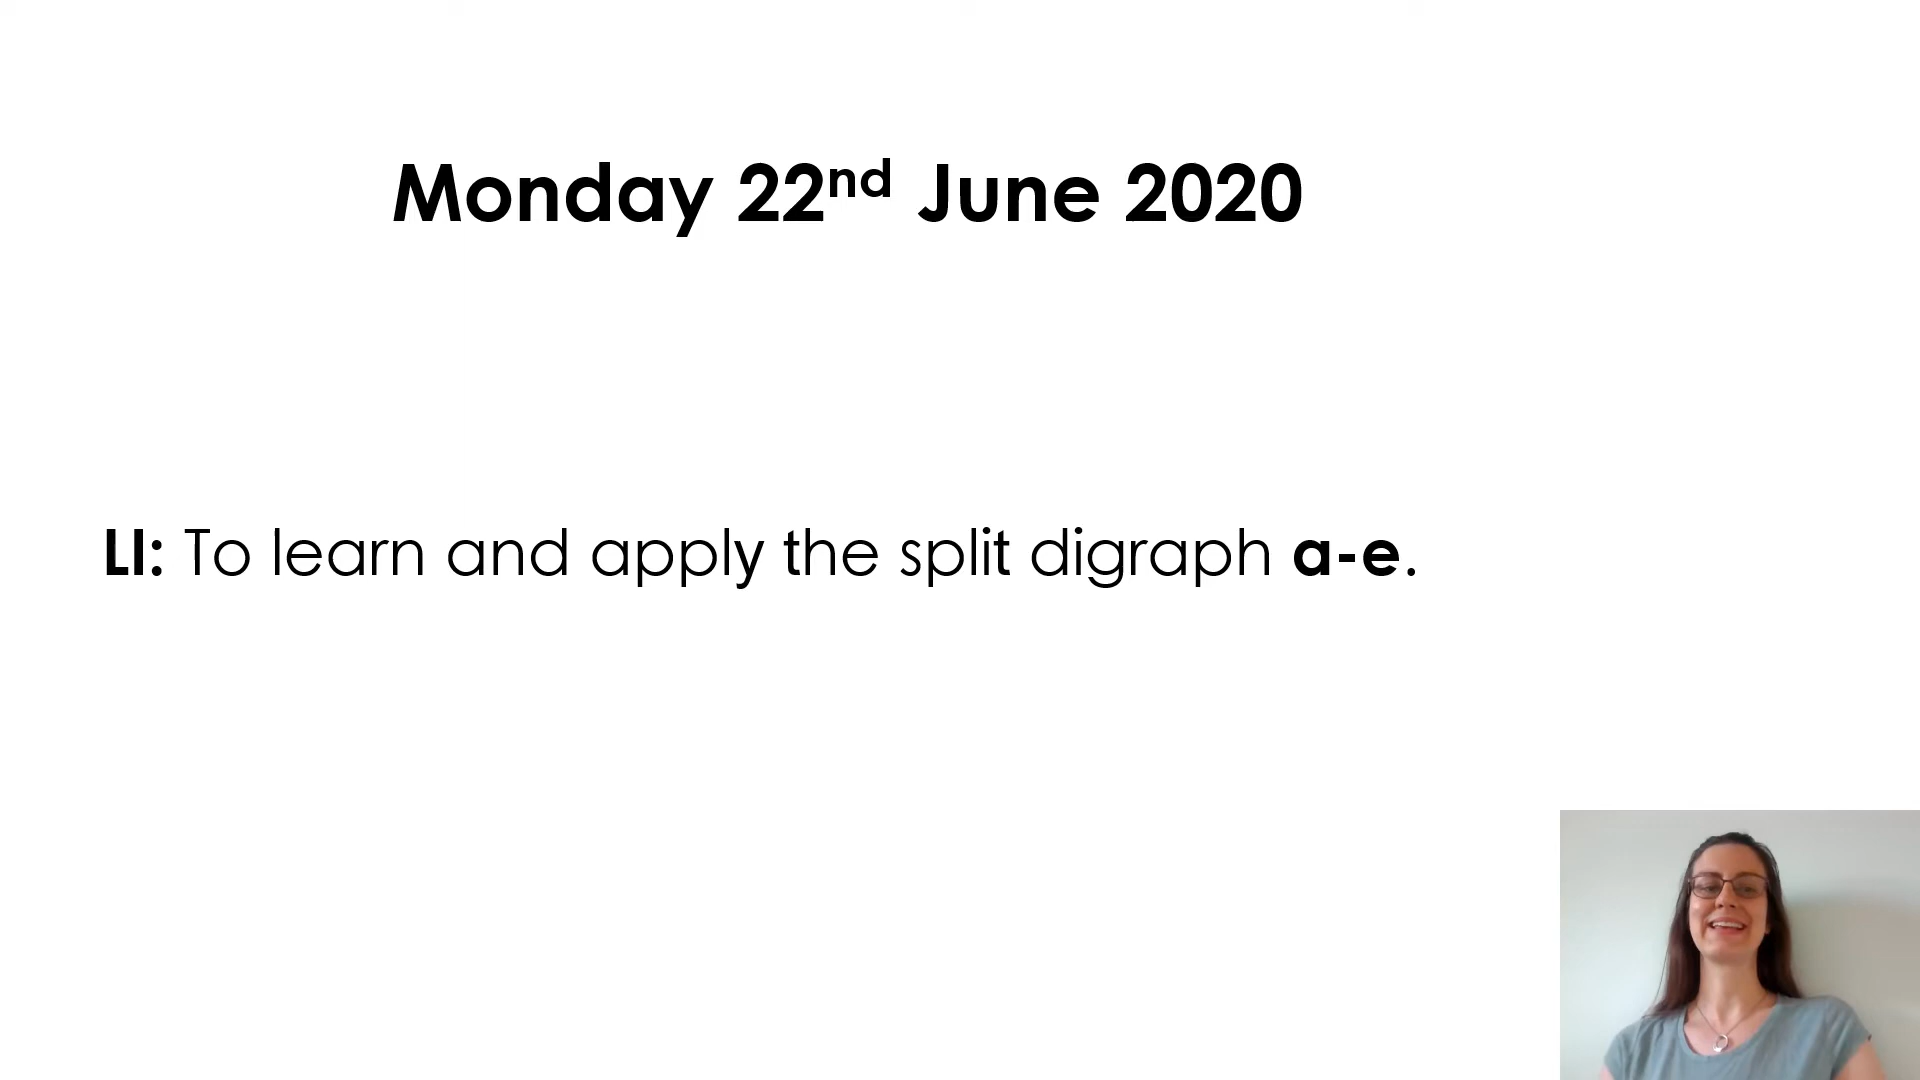 Monday 22nd June 2020
LI: To learn and apply the split digraph a-e.